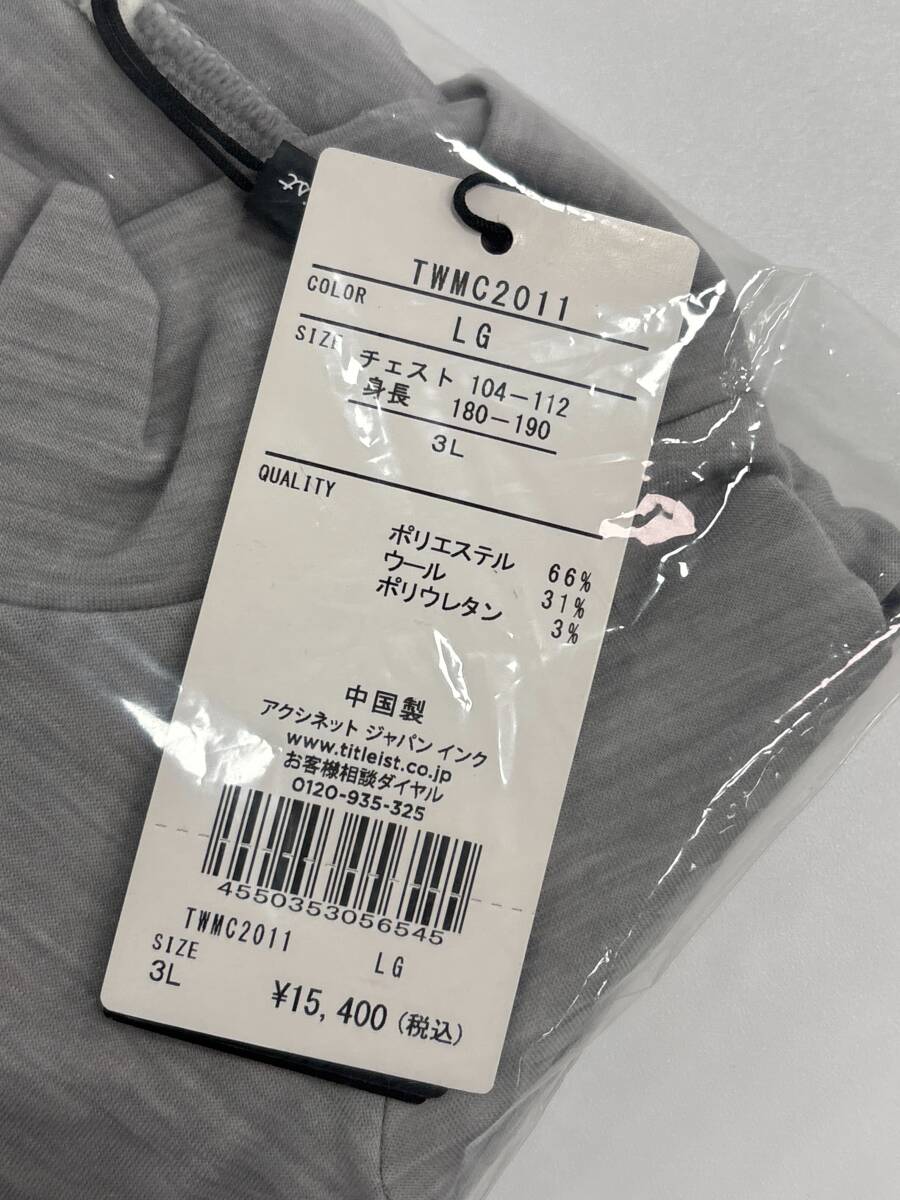 TWMC2011
COLOR
LG
SIZE チェスト 104-112
身長 180-190
3L
QUALITY
ポリエステル 66%
ウール 31%
ポリウレタン 3%
中国製
アクシネット ジャパン インク
www.titleist.co.jp
お客様相談ダイヤル
0120-935-325
4550353056545
TWMC2011 LG
SIZE
3L ¥15,400 (税込)